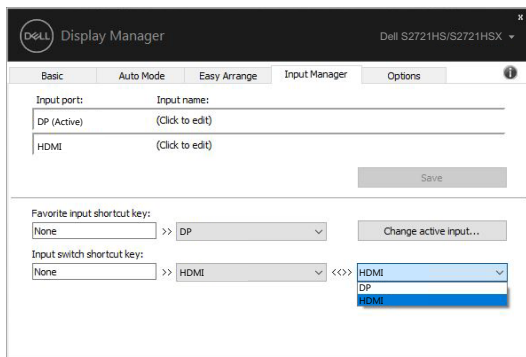 x
DELL Display Manager Dell S2721HS/S2721HSX
Basic Auto Mode Easy Arrange Input Manager Options i
Input port: Input name:
DP (Active) (Click to edit)
HDMI (Click to edit)
Save
Favorite input shortcut key:
None >> DP Change active input...
Input switch shortcut key:
None >> HDMI <<>> HDMI
DP
HDMI